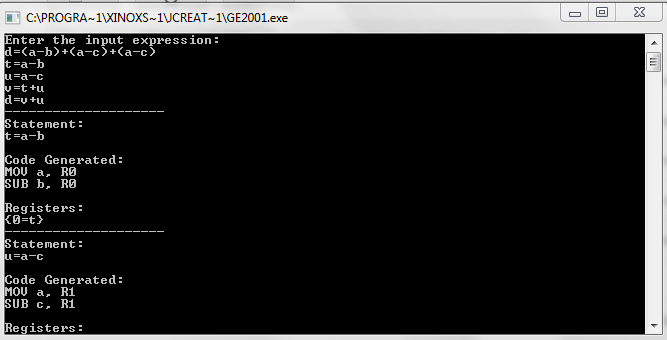 C:\PROGRA~1\XINOXS~1\JCREAT~1\GE2001.exe
Enter the input expression:
d=(a-b)+(a-c)+(a-c)
t=a-b
u=a-c
v=t+u
d=v+u
--------------------
Statement:
t=a-b
Code Generated:
MOV a, R0
SUB b, R0
Registers:
{0=t}
--------------------
Statement:
u=a-c
Code Generated:
MOV a, R1
SUB c, R1
Registers: